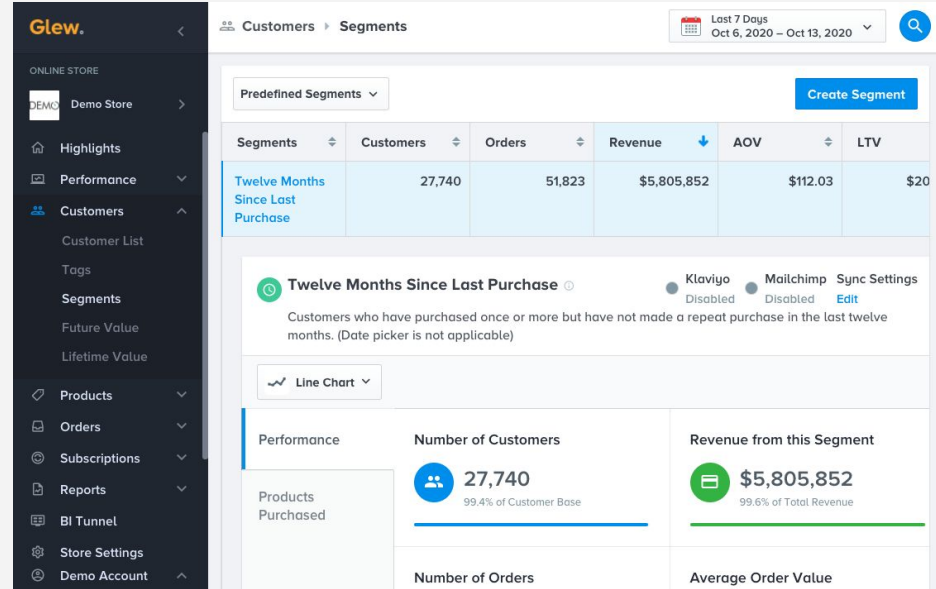 Glew.
ONLINE STORE
DEMO
Demo Store
Highlights
Performance
Customers
Customer List
Tags
Segments
Future Value
Lifetime Value
Products
Orders
Subscriptions
Reports
BI Tunnel
Store Settings
Demo Account
Customers Segments
Last 7 Days
Oct 6, 2020 – Oct 13, 2020
Predefined Segments
Create Segment
Segments Customers Orders Revenue AOV LTV
Twelve Months 27,740 51,823 $5,805,852 $112.03 $20
Since Last
Purchase
Twelve Months Since Last Purchase
Klaviyo
Disabled
Mailchimp
Disabled
Sync Settings
Edit
Customers who have purchased once or more but have not made a repeat purchase in the last twelve
months. (Date picker is not applicable)
Line Chart
Performance
Products
Purchased
Number of Customers
27,740
99.4% of Customer Base
Revenue from this Segment
$5,805,852
99.6% of Total Revenue
Number of Orders
Average Order Value